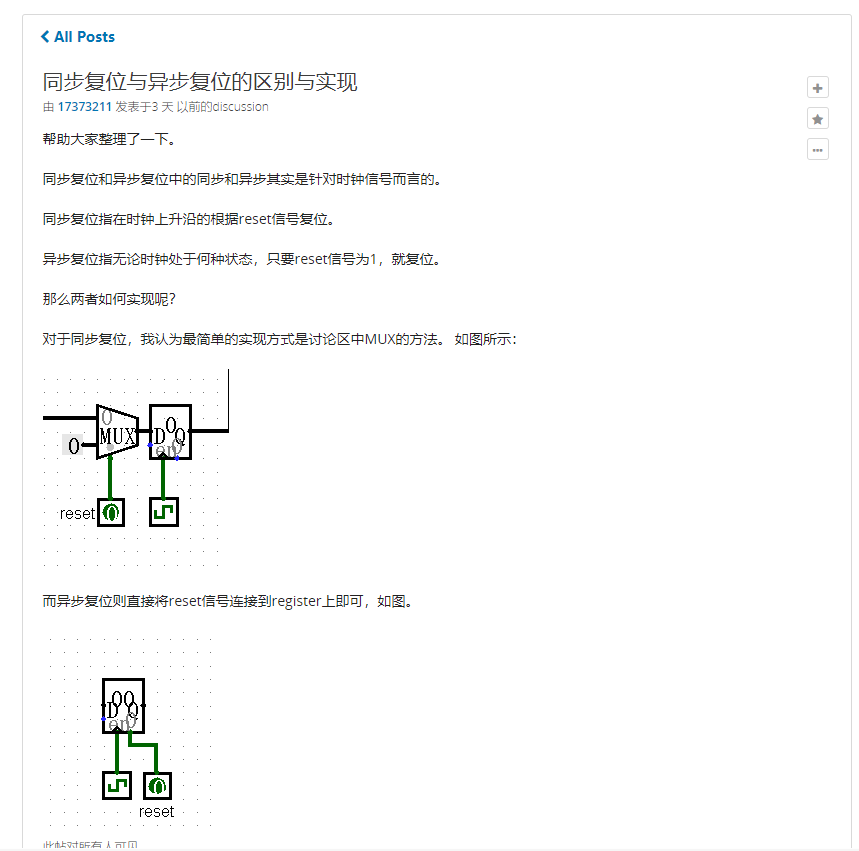 All Posts
同步复位与异步复位的区别与实现
由 17373211 发表于3 天 以前的discussion
帮助大家整理了一下。
同步复位和异步复位中的同步和异步其实是针对时钟信号而言的。
同步复位指在时钟上升沿的根据reset信号复位。
异步复位指无论时钟处于何种状态，只要reset信号为1，就复位。
那么两者如何实现呢？
对于同步复位，我认为最简单的实现方式是讨论区中MUX的方法。 如图所示：
0
MUX
0
0
D Q
en
reset
而异步复位则直接将reset信号连接到register上即可，如图。
00
D Q
en 0
reset
此帖对所有人可见